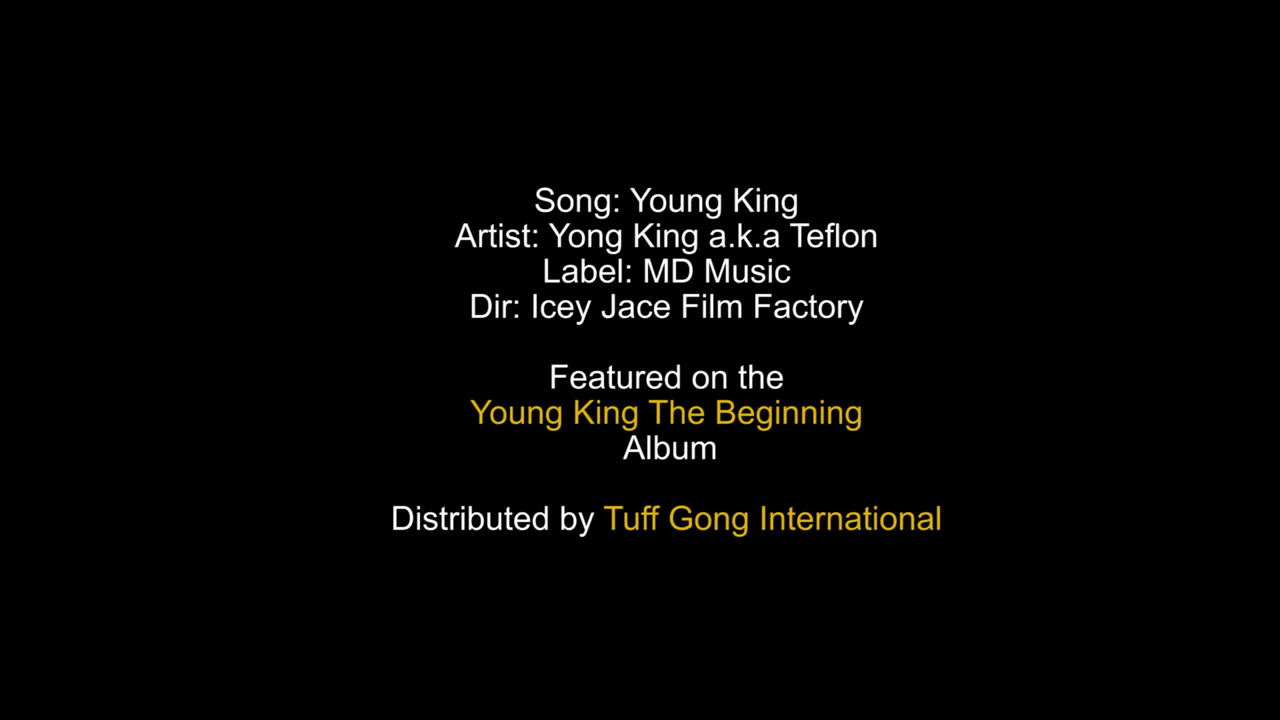 Song: Young King
Artist: Yong King a.k.a Teflon
Label: MD Music
Dir: Icey Jace Film Factory
Featured on the
Young King The Beginning
Album
Distributed by Tuff Gong International